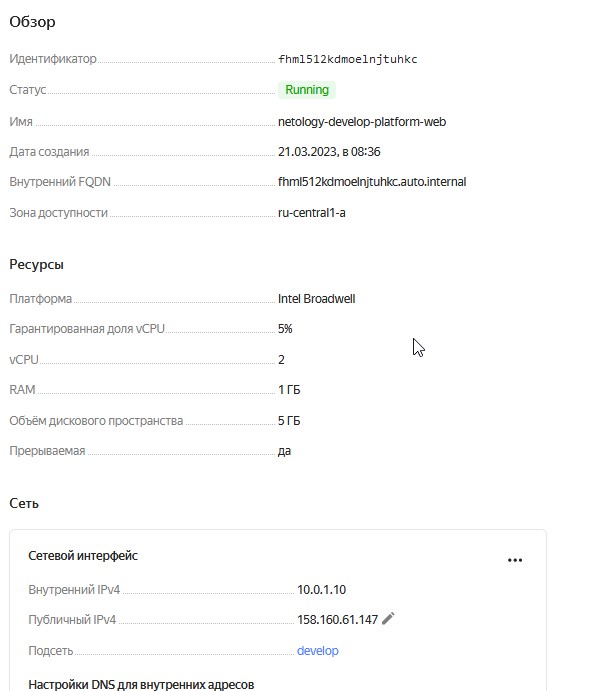 Обзор
Идентификатор fhml512kdmoelnjtuhkc
Статус Running
Имя netology-develop-platform-web
Дата создания 21.03.2023, в 08:36
Внутренний FQDN fhml512kdmoelnjtuhkc.auto.internal
Зона доступности ru-central1-a
Ресурсы
Платформа Intel Broadwell
Гарантированная доля vCPU 5%
vCPU 2
RAM 1 ГБ
Объём дискового пространства 5 ГБ
Прерываемая да
Сеть
Сетевой интерфейс
Внутренний IPv4 10.0.1.10
Публичный IPv4 158.160.61.147
Подсеть develop
Настройки DNS для внутренних адресов